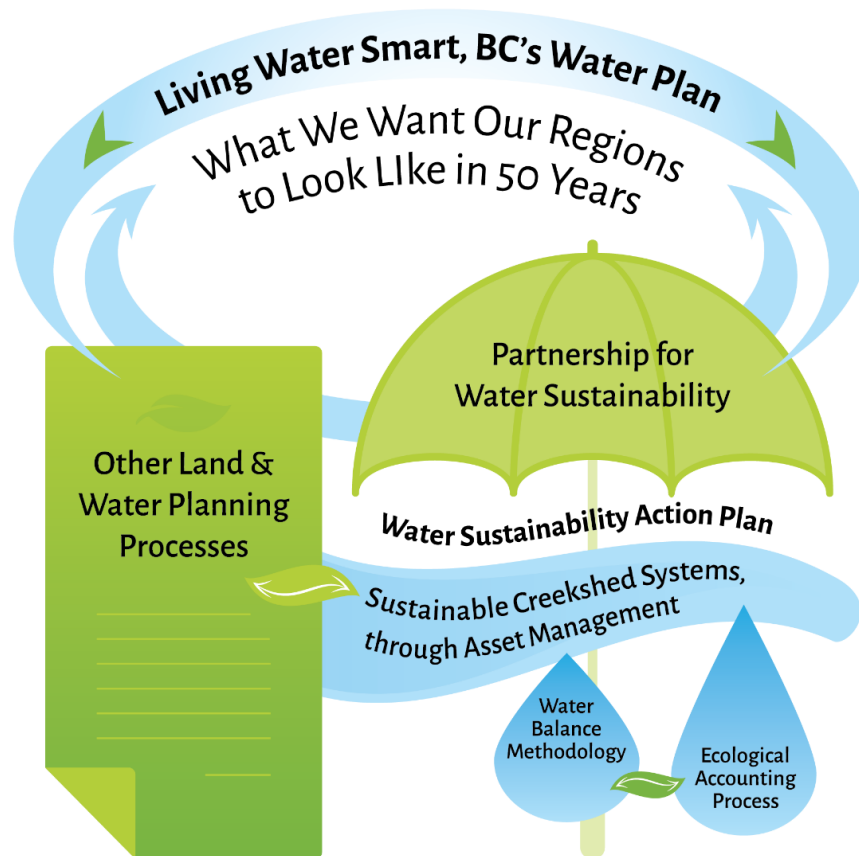 Living Water Smart, BC's Water Plan
What We Want Our Regions
to Look LIke in 50 Years
Partnership for
Water Sustainability
Other Land &
Water Planning
Processes
Water Sustainability Action Plan
Sustainable Creekshed Systems,
through Asset Management
Water
Balance
Methodology
Ecological
Accounting
Process